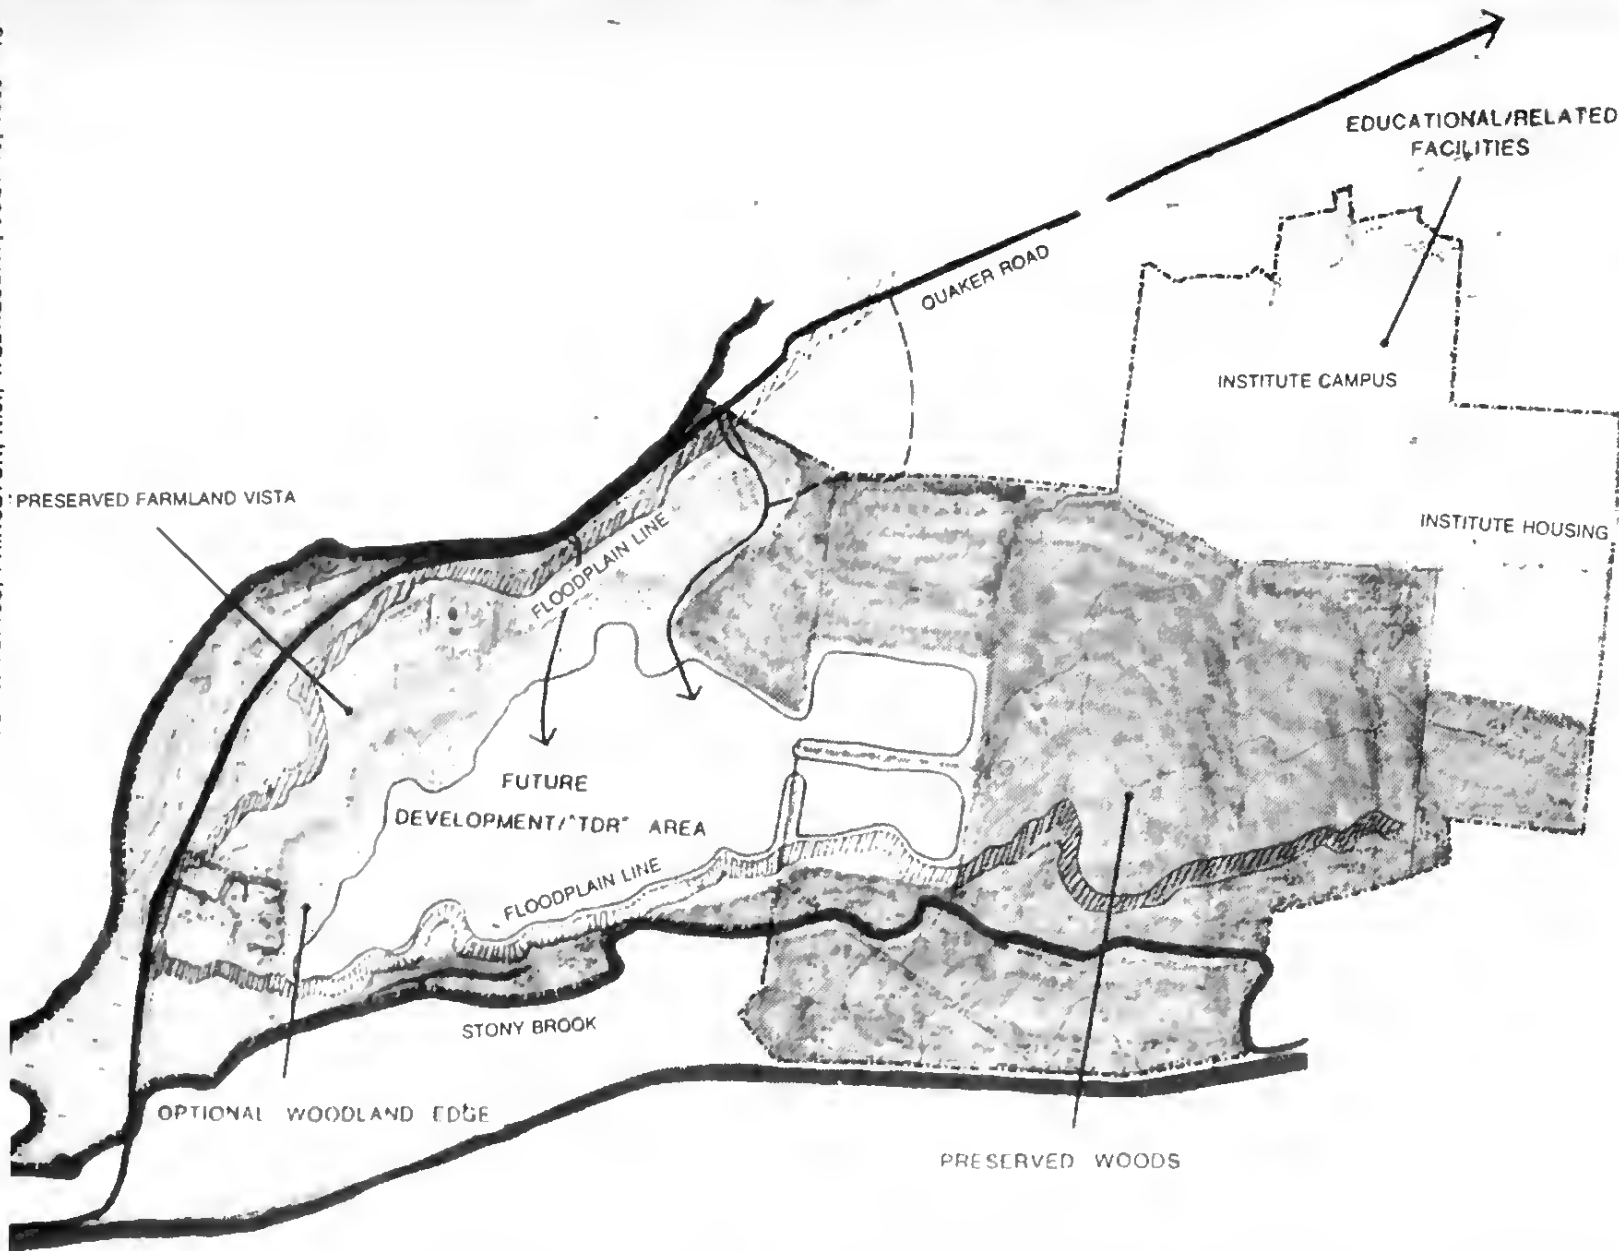 EDUCATIONAL/RELATED
FACILITIES
QUAKER ROAD
INSTITUTE CAMPUS
'PRESERVED FARMLAND VISTA
INSTITUTE HOUSING
FLOODPLAIN LINE
FUTURE
DEVELOPMENT/"TDR" AREA
FLOODPLAIN LINE
STONY BROOK
OPTIONAL WOODLAND EDGE
PRESERVED WOODS